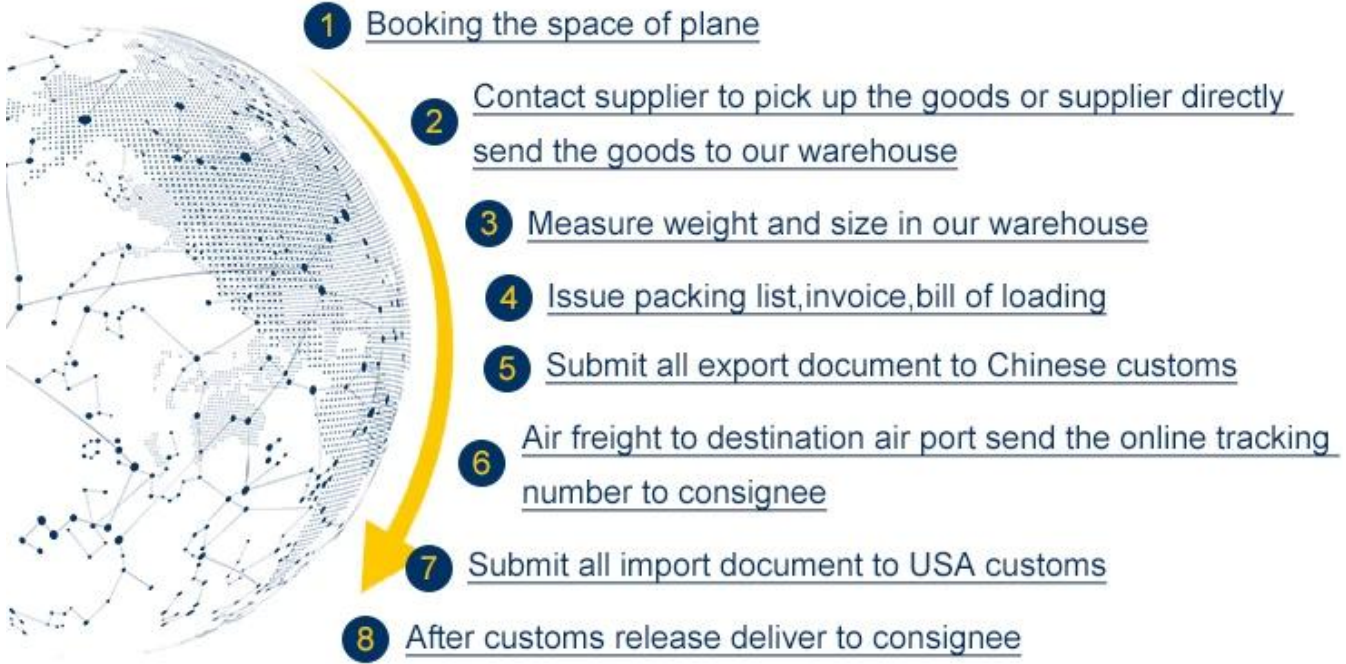 1 Booking the space of plane
2 Contact supplier to pick up the goods or supplier directly
send the goods to our warehouse
3 Measure weight and size in our warehouse
4 Issue packing list,invoice,bill of loading
5 Submit all export document to Chinese customs
6 Air freight to destination air port send the online tracking
number to consignee
7 Submit all import document to USA customs
8 After customs release deliver to consignee